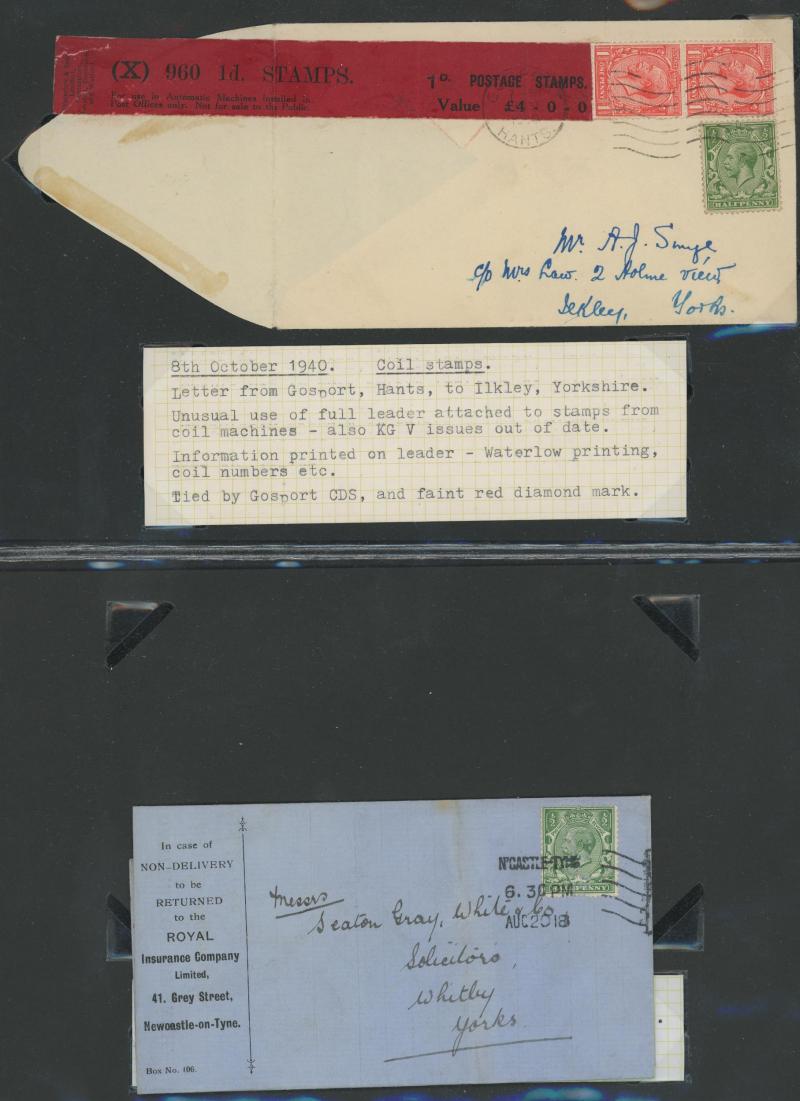 (X) 960 1d. STAMPS.
For use in Automatic Machines installed in
Post Offices only. Not for sale to the Public.
1D. POSTAGE STAMPS.
Value £4 - 0 - 0
ONE PENNY
HANTS.
HALFPENNY
Mr. A. J.
c/o Mrs Law. 2 Holme View,
Ilkley, Yorks.
8th October 1940. Coil stamps.
Letter from Gosport, Hants, to Ilkley, Yorkshire.
Unusual use of full leader attached to stamps from
coil machines - also KG V issues out of date.
Information printed on leader - Waterlow printing,
coil numbers etc.
Tied by Gosport CDS, and faint red diamond mark.
In case of
NON-DELIVERY
to be
RETURNED
to the
ROYAL
Insurance Company
Limited,
41, Grey Street,
Newcastle-on-Tyne.
Box No. 106.
N'CASTLE-TYNE
6.30 PM
AUG 20 18
HALFPENNY
Messrs
Seaton Gray, White & Co,
Solicitors,
Whitby
Yorks